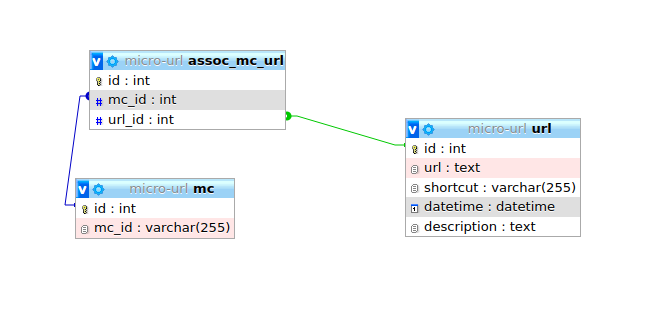 v micro-url assoc_mc_url
id : int
# mc_id : int
# url_id : int
v micro-url url
id : int
url : text
shortcut : varchar(255)
datetime : datetime
description : text
v micro-url mc
id : int
mc_id : varchar(255)